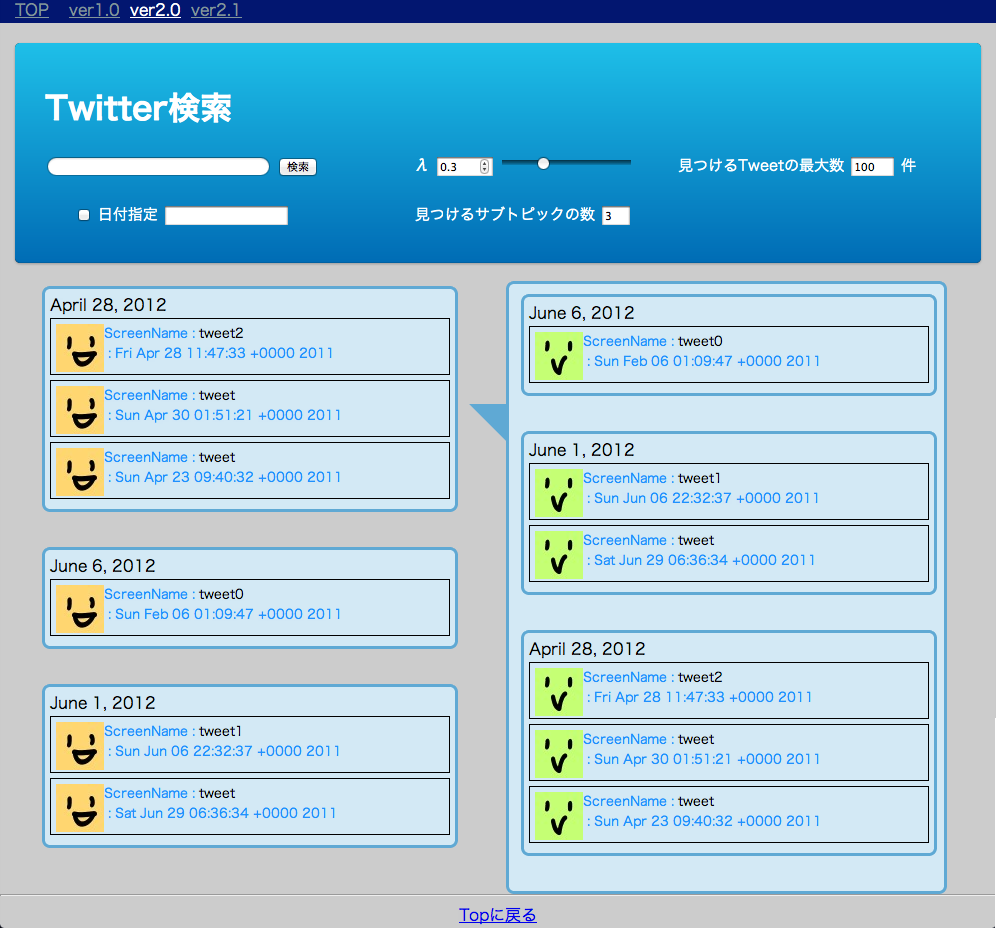 TOP ver1.0 ver2.0 ver2.1
Twitter検索
検索
λ 0.3
見つけるTweetの最大数 100 件
日付指定
見つけるサブトピックの数 3
April 28, 2012
ScreenName : tweet2
: Fri Apr 28 11:47:33 +0000 2011
ScreenName : tweet
: Sun Apr 30 01:51:21 +0000 2011
ScreenName : tweet
: Sun Apr 23 09:40:32 +0000 2011
June 6, 2012
ScreenName : tweet0
: Sun Feb 06 01:09:47 +0000 2011
June 1, 2012
ScreenName : tweet1
: Sun Jun 06 22:32:37 +0000 2011
ScreenName : tweet
: Sat Jun 29 06:36:34 +0000 2011
June 6, 2012
ScreenName : tweet0
: Sun Feb 06 01:09:47 +0000 2011
June 1, 2012
ScreenName : tweet1
: Sun Jun 06 22:32:37 +0000 2011
ScreenName : tweet
: Sat Jun 29 06:36:34 +0000 2011
April 28, 2012
ScreenName : tweet2
: Fri Apr 28 11:47:33 +0000 2011
ScreenName : tweet
: Sun Apr 30 01:51:21 +0000 2011
ScreenName : tweet
: Sun Apr 23 09:40:32 +0000 2011
Topに戻る